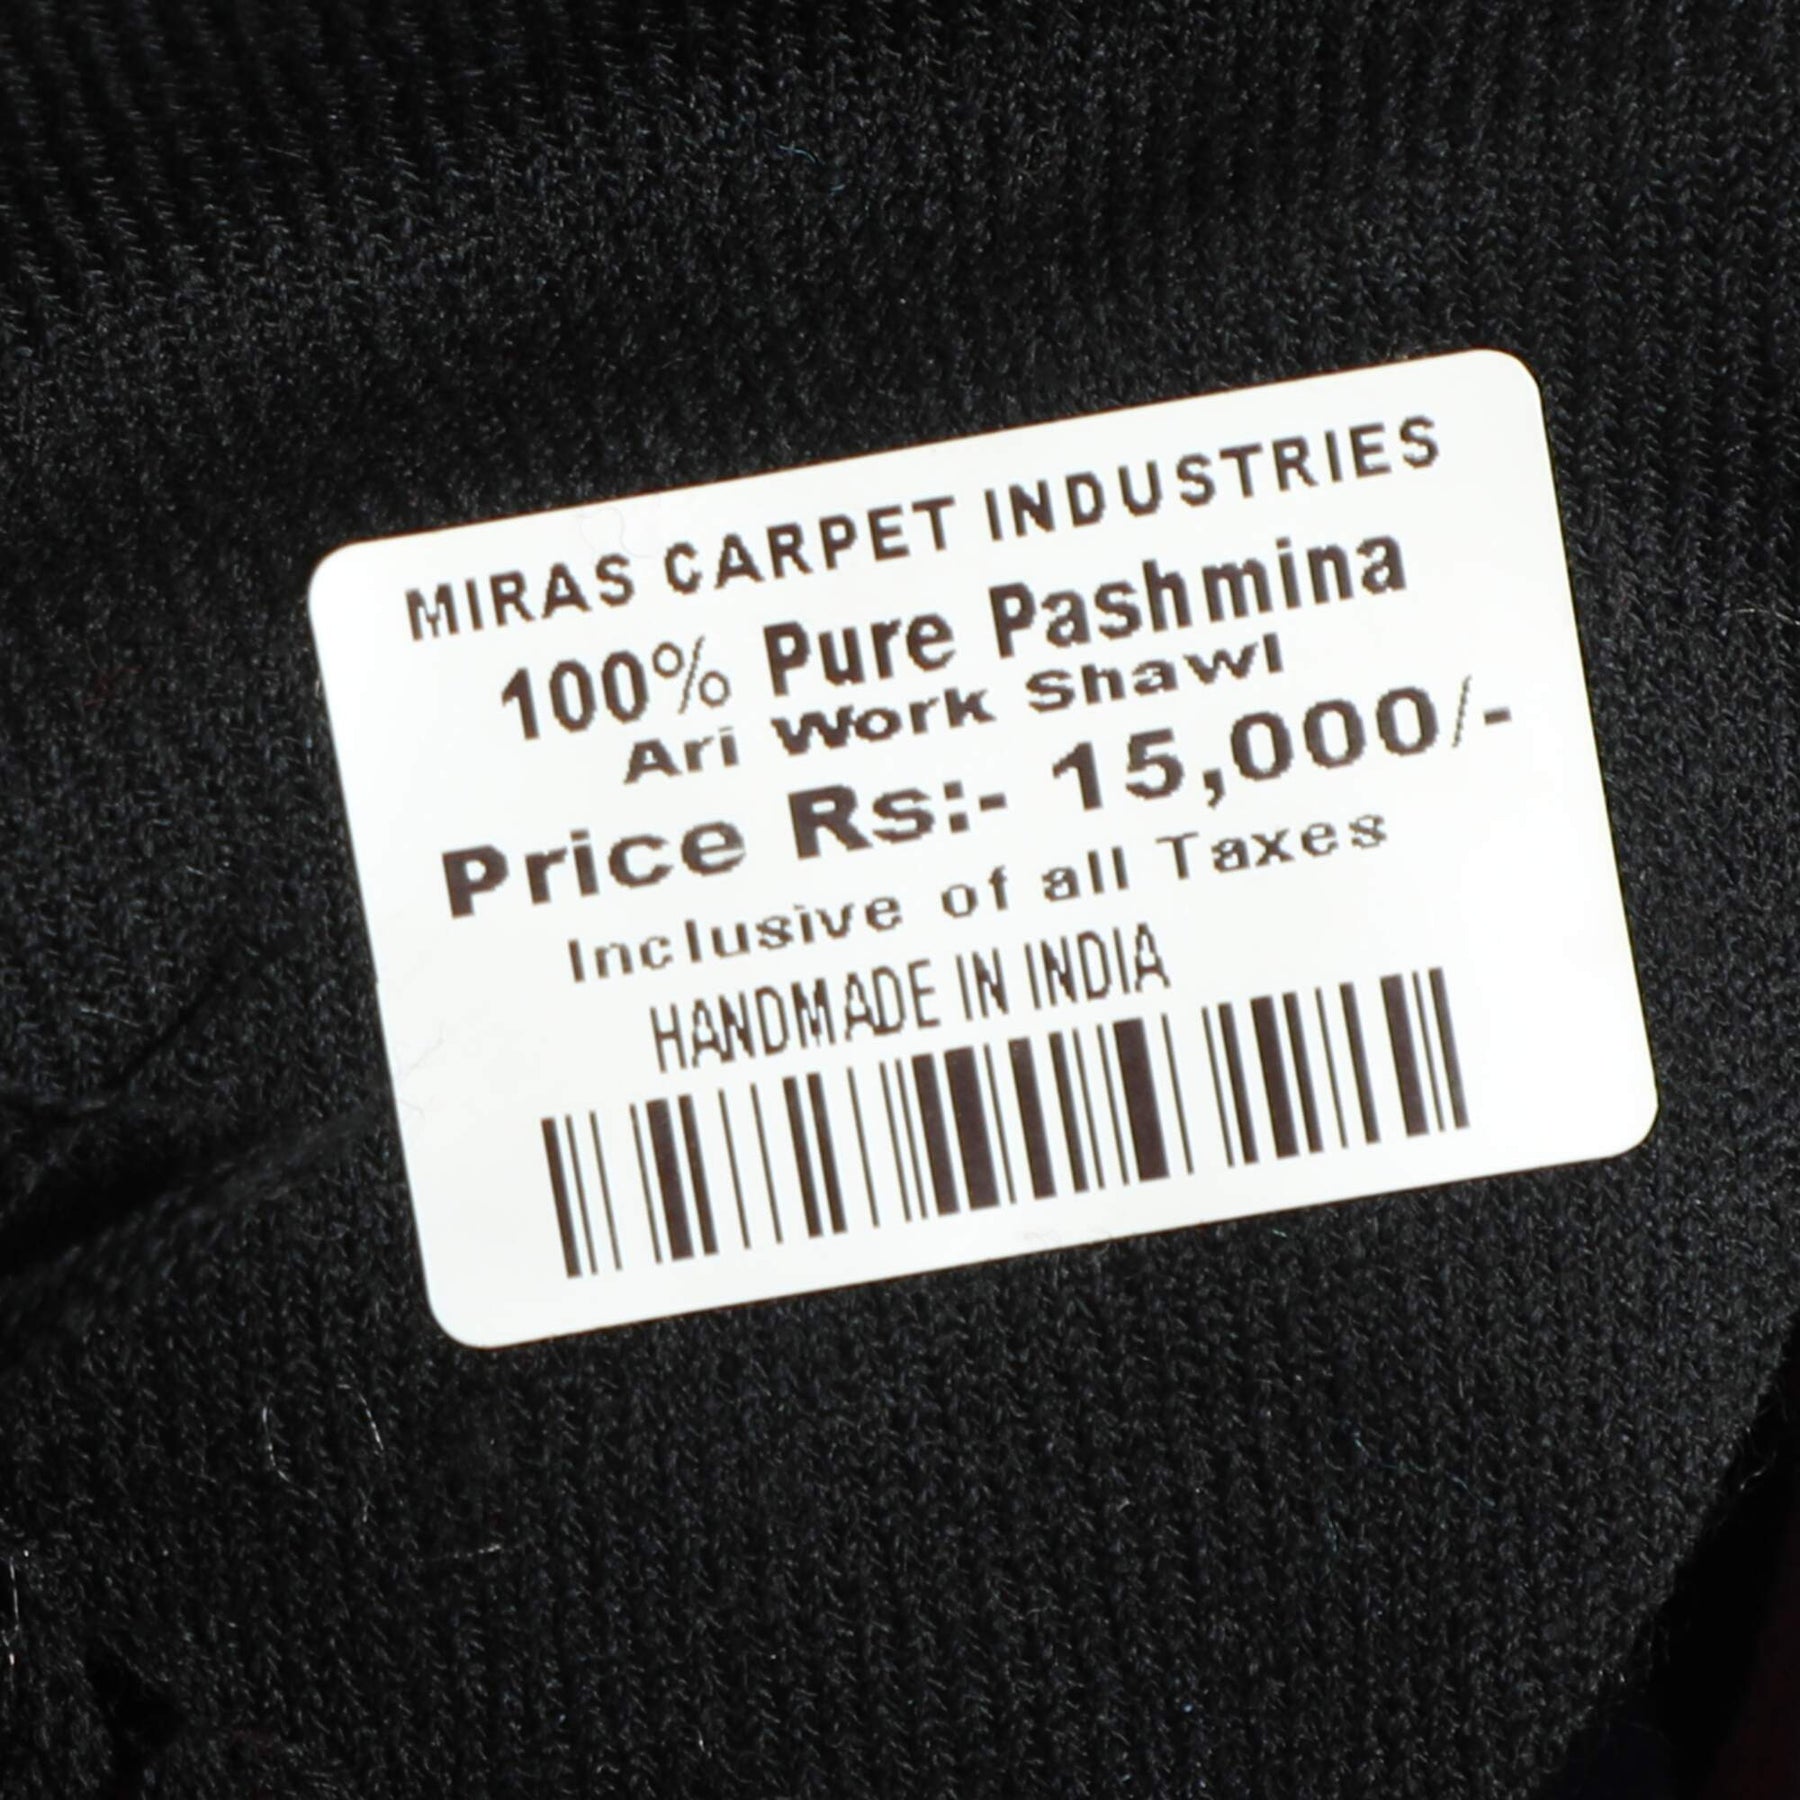 MIRAS CARPET INDUSTRIES
100% Pure Pashmina
Ari Work Shawl
Price Rs:- 15,000/-
Inclusive of all Taxes
HANDMADE IN INDIA